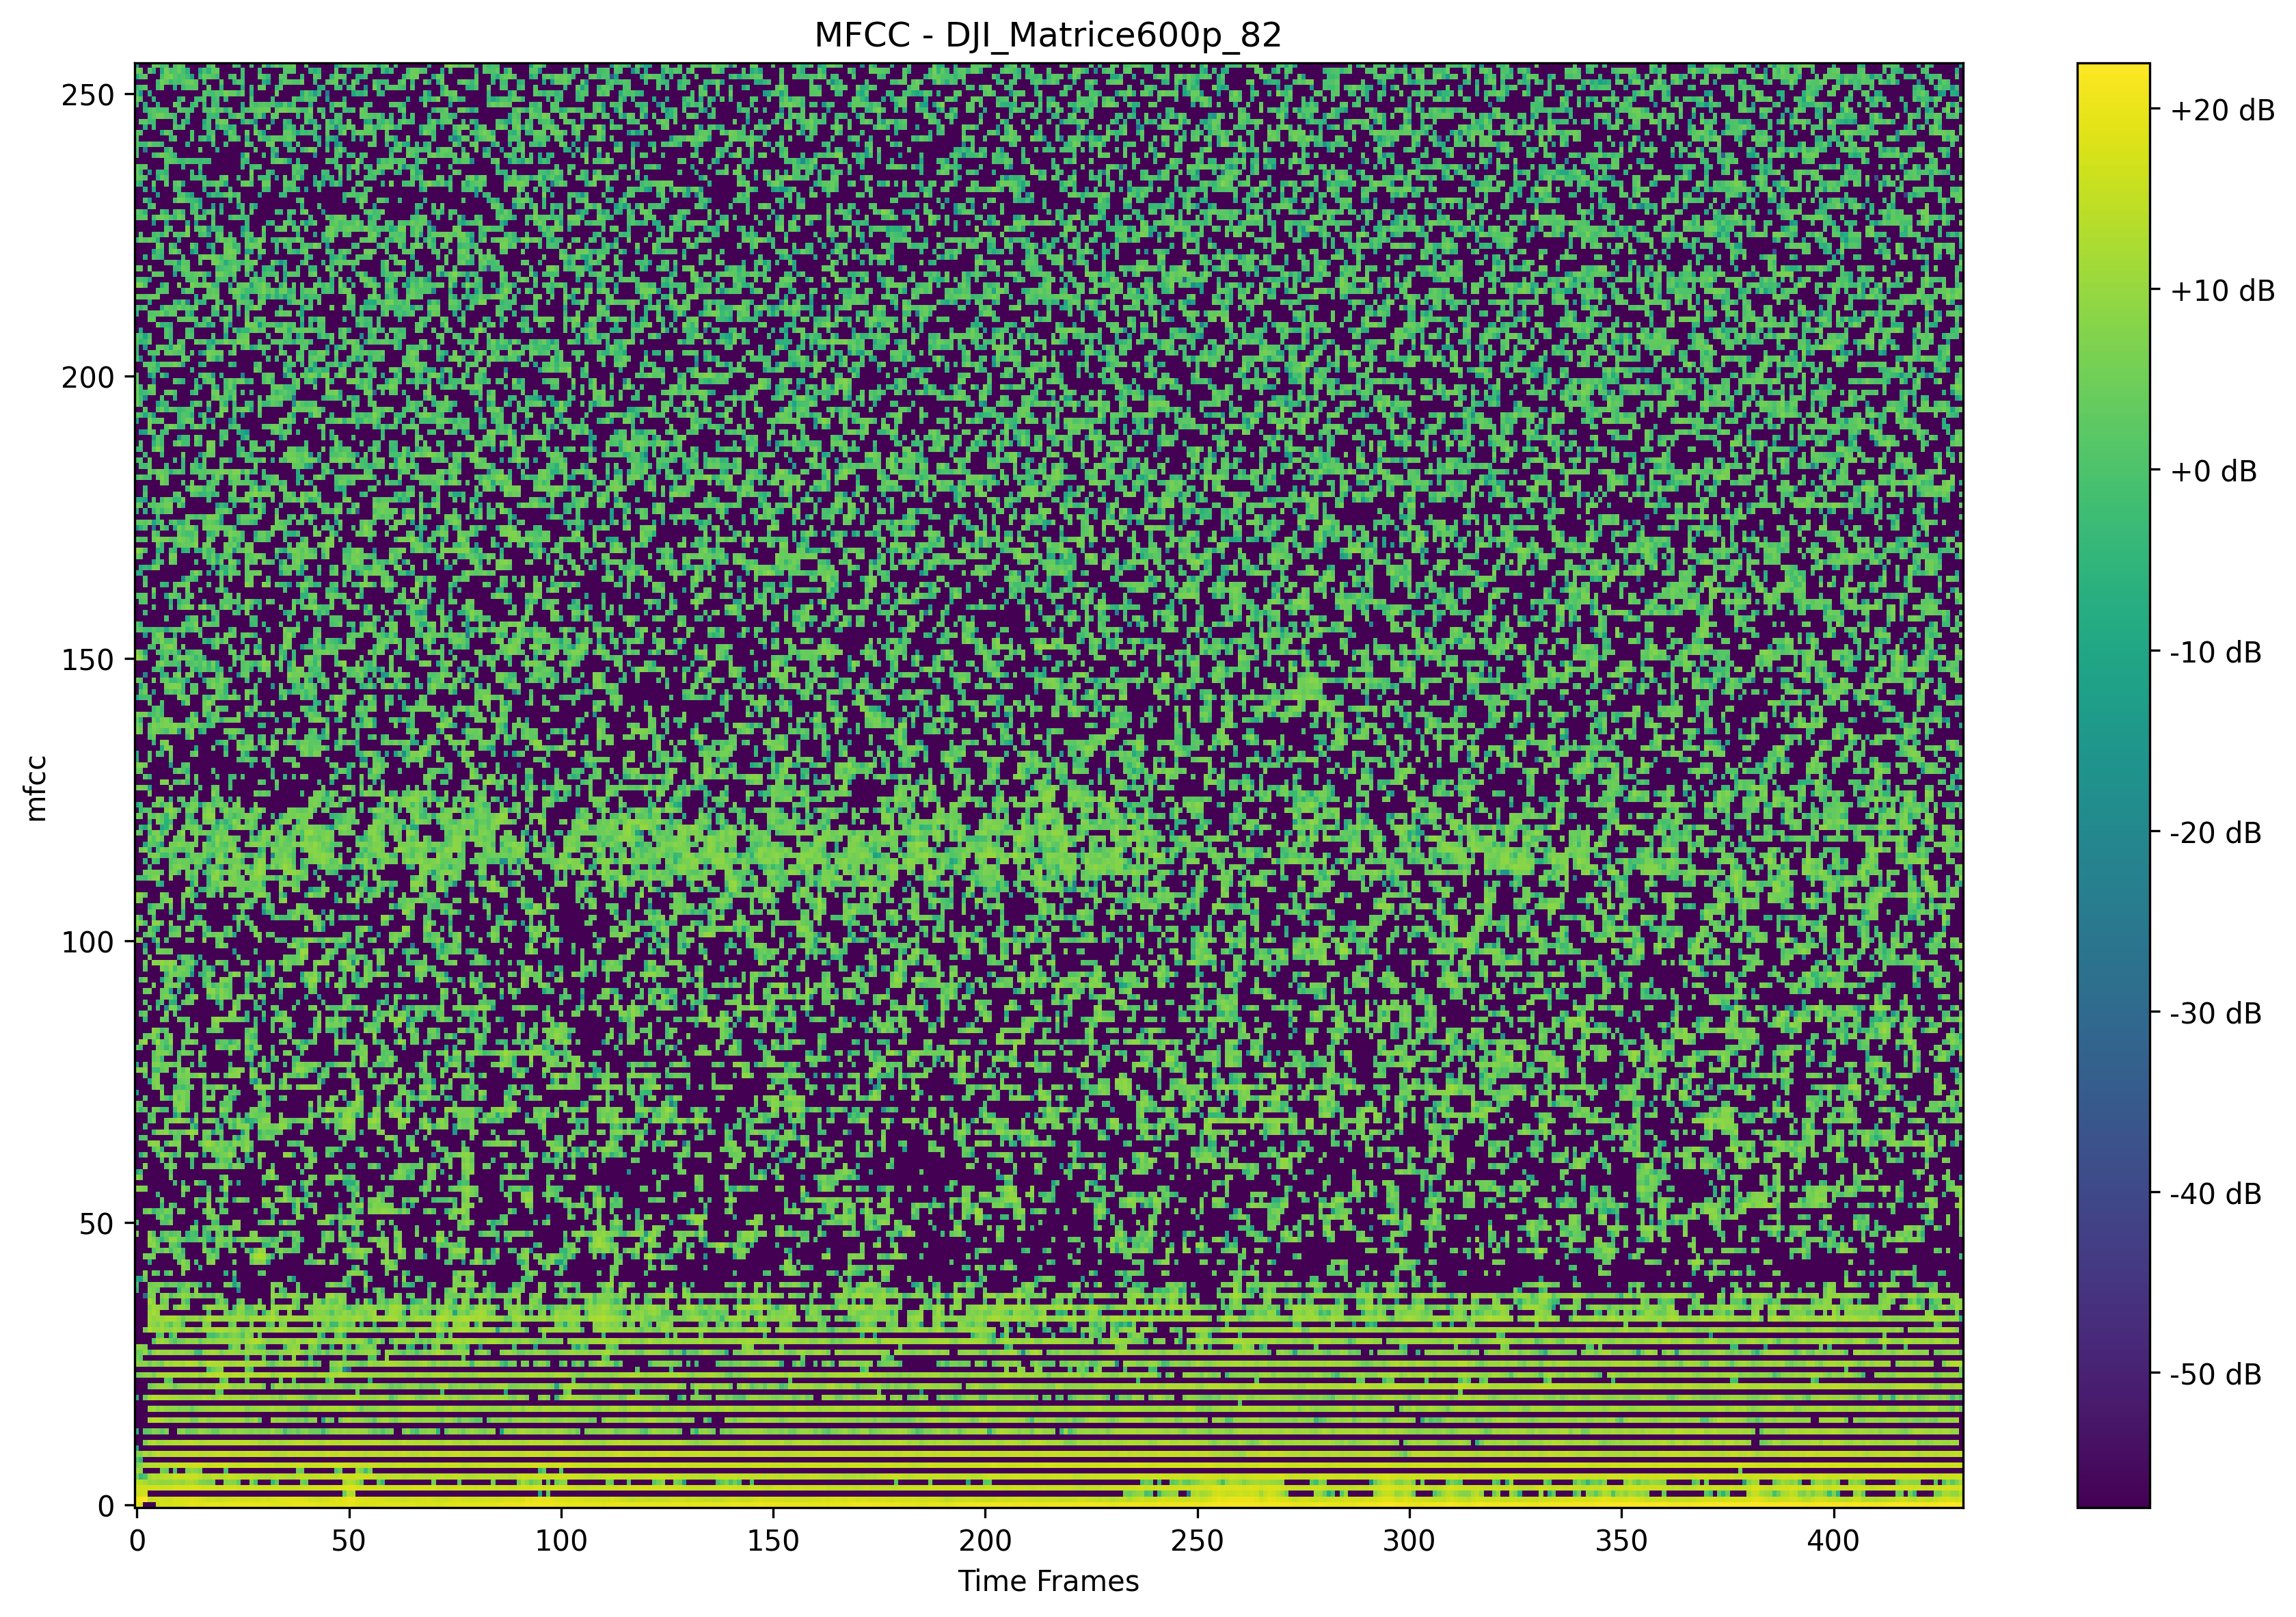 MFCC - DJI_Matrice600p_82
250
200
150
100
50
0
mfcc
0 50 100 150 200 250 300 350 400
Time Frames
+20 dB
+10 dB
+0 dB
-10 dB
-20 dB
-30 dB
-40 dB
-50 dB